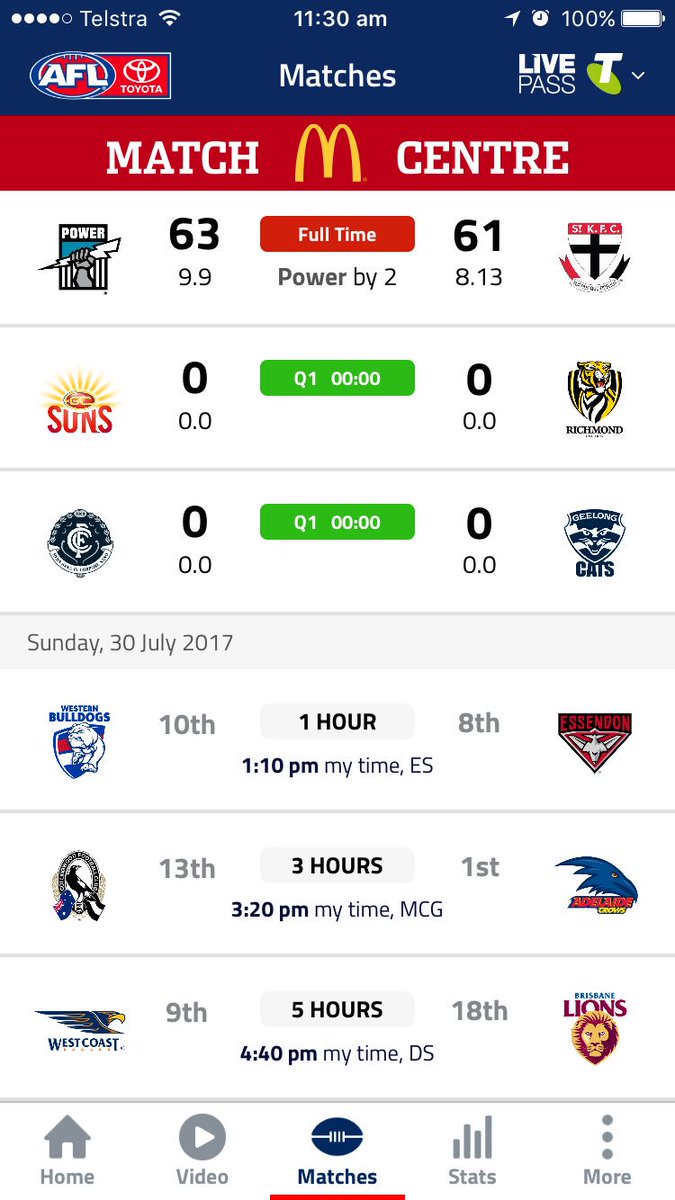 Telstra 11:30 am 100%
AFL TOYOTA Matches LIVE PASS T
MATCH M CENTRE
POWER 63 Full Time 61 ST K.F.C.
9.9 Power by 2 8.13
GC SUNS 0 Q1 00:00 0 RICHMOND
0.0 0.0
CFC 0 Q1 00:00 0 GEELONG CATS
0.0 0.0
Sunday, 30 July 2017
WESTERN BULLDOGS 10th 1 HOUR 8th ESSENDON
1:10 pm my time, ES
13th 3 HOURS 1st ADELAIDE CROWS
3:20 pm my time, MCG
WEST COAST 9th 5 HOURS 18th BRISBANE LIONS
4:40 pm my time, DS
Home Video Matches Stats More